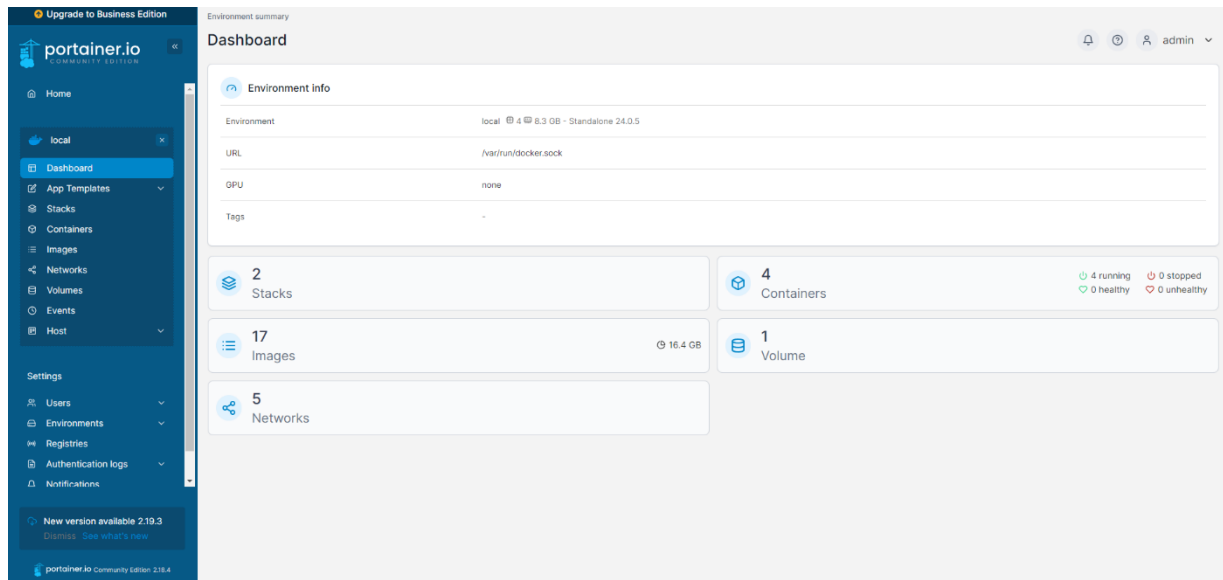 Upgrade to Business Edition
portainer.io
COMMUNITY EDITION
Home
local
Dashboard
App Templates
Stacks
Containers
Images
Networks
Volumes
Events
Host
Settings
Users
Environments
Registries
Authentication logs
Notifications
New version available 2.19.3
Dismiss See what's new
portainer.io Community Edition 2.18.4
Environment summary
Dashboard
admin
Environment info
Environment local 4 8.3 GB - Standalone 24.0.5
URL /var/run/docker.sock
GPU none
Tags -
2
Stacks
4
Containers
4 running 0 stopped
0 healthy 0 unhealthy
17
Images
16.4 GB
1
Volume
5
Networks